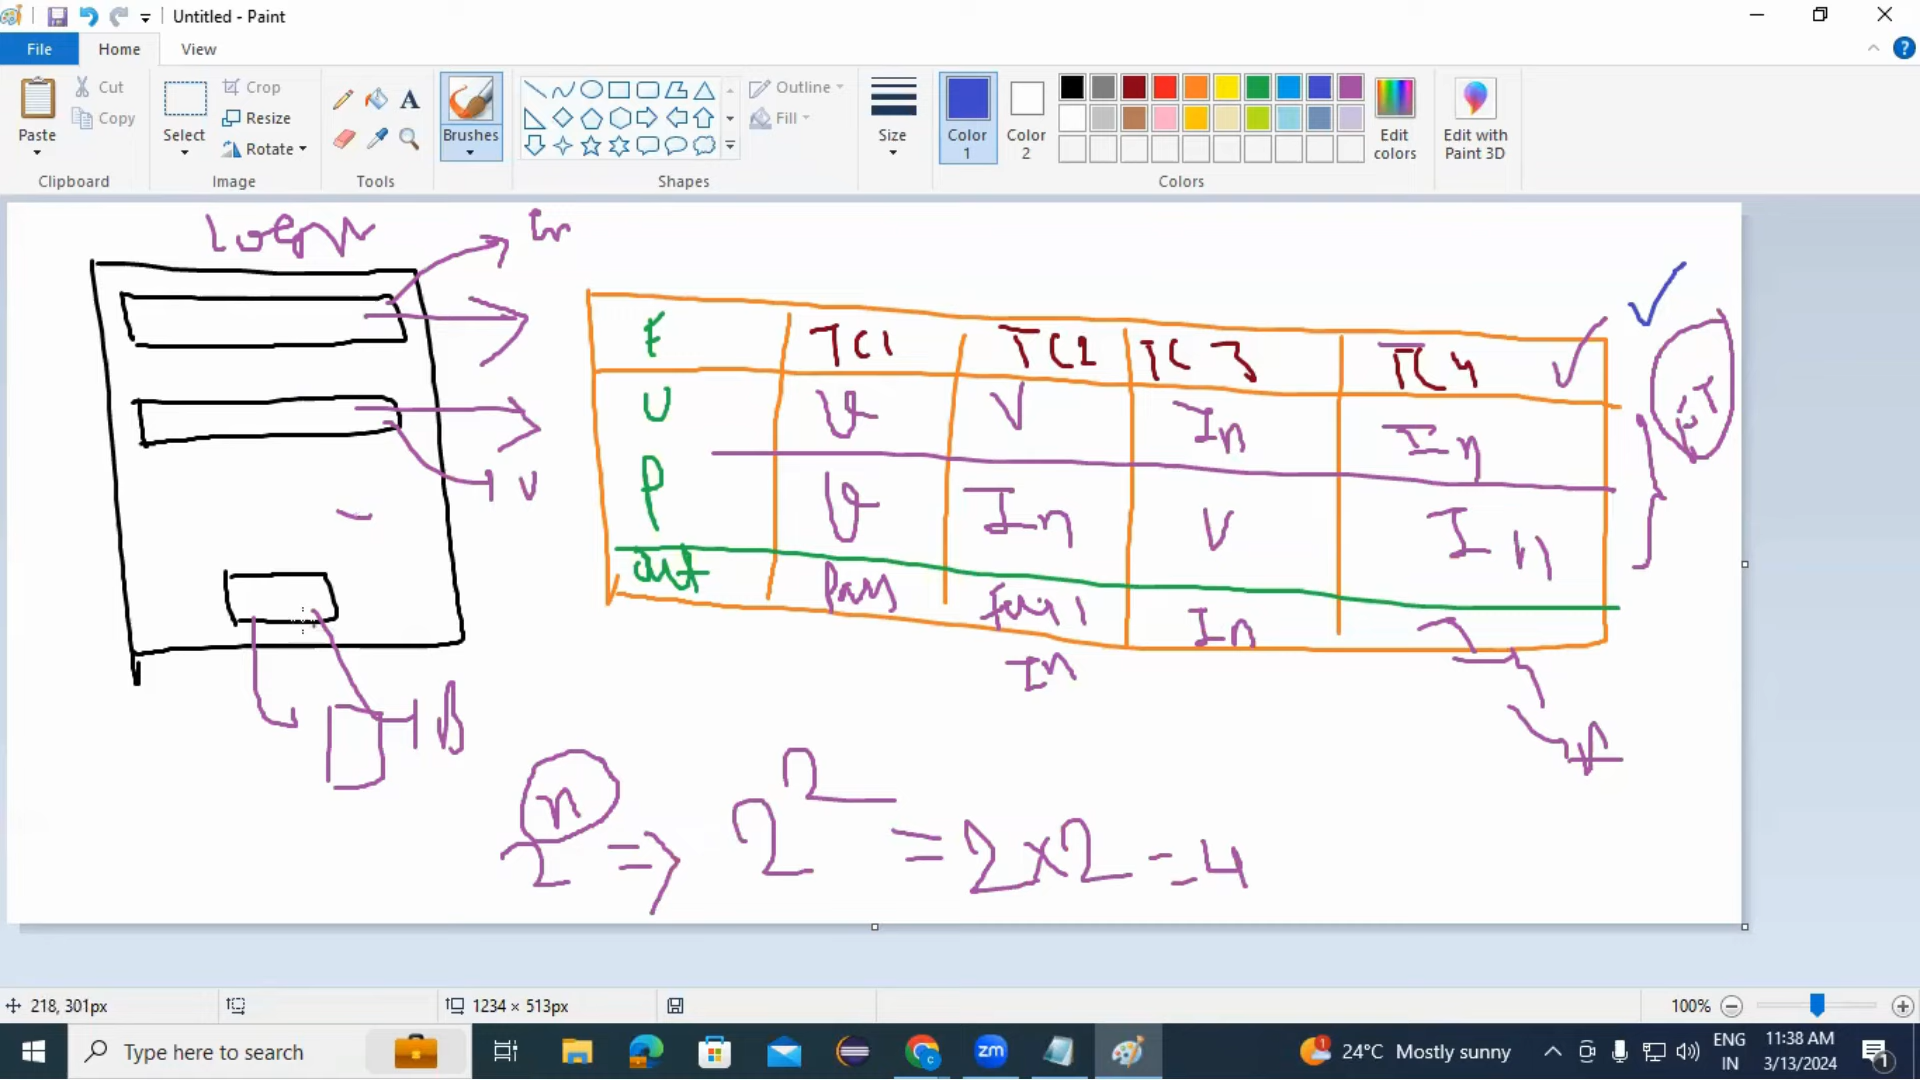 Untitled - Paint
File Home View
Paste
Cut
Copy
Clipboard
Select
Crop
Resize
Rotate
Image
Tools
Brushes
Shapes
Outline
Fill
Size
Color 1
Color 2
Edit colors
Edit with Paint 3D
Colors
In
F TC1 TC2 TC3 TC4
U V V In In
P V In V In
out Pass Fail In
In
V
B
2^n => 2^2 = 2x2 = 4
218, 301px
1234 × 513px
100%
Type here to search
zm
24°C Mostly sunny
ENG
IN
11:38 AM
3/13/2024
1